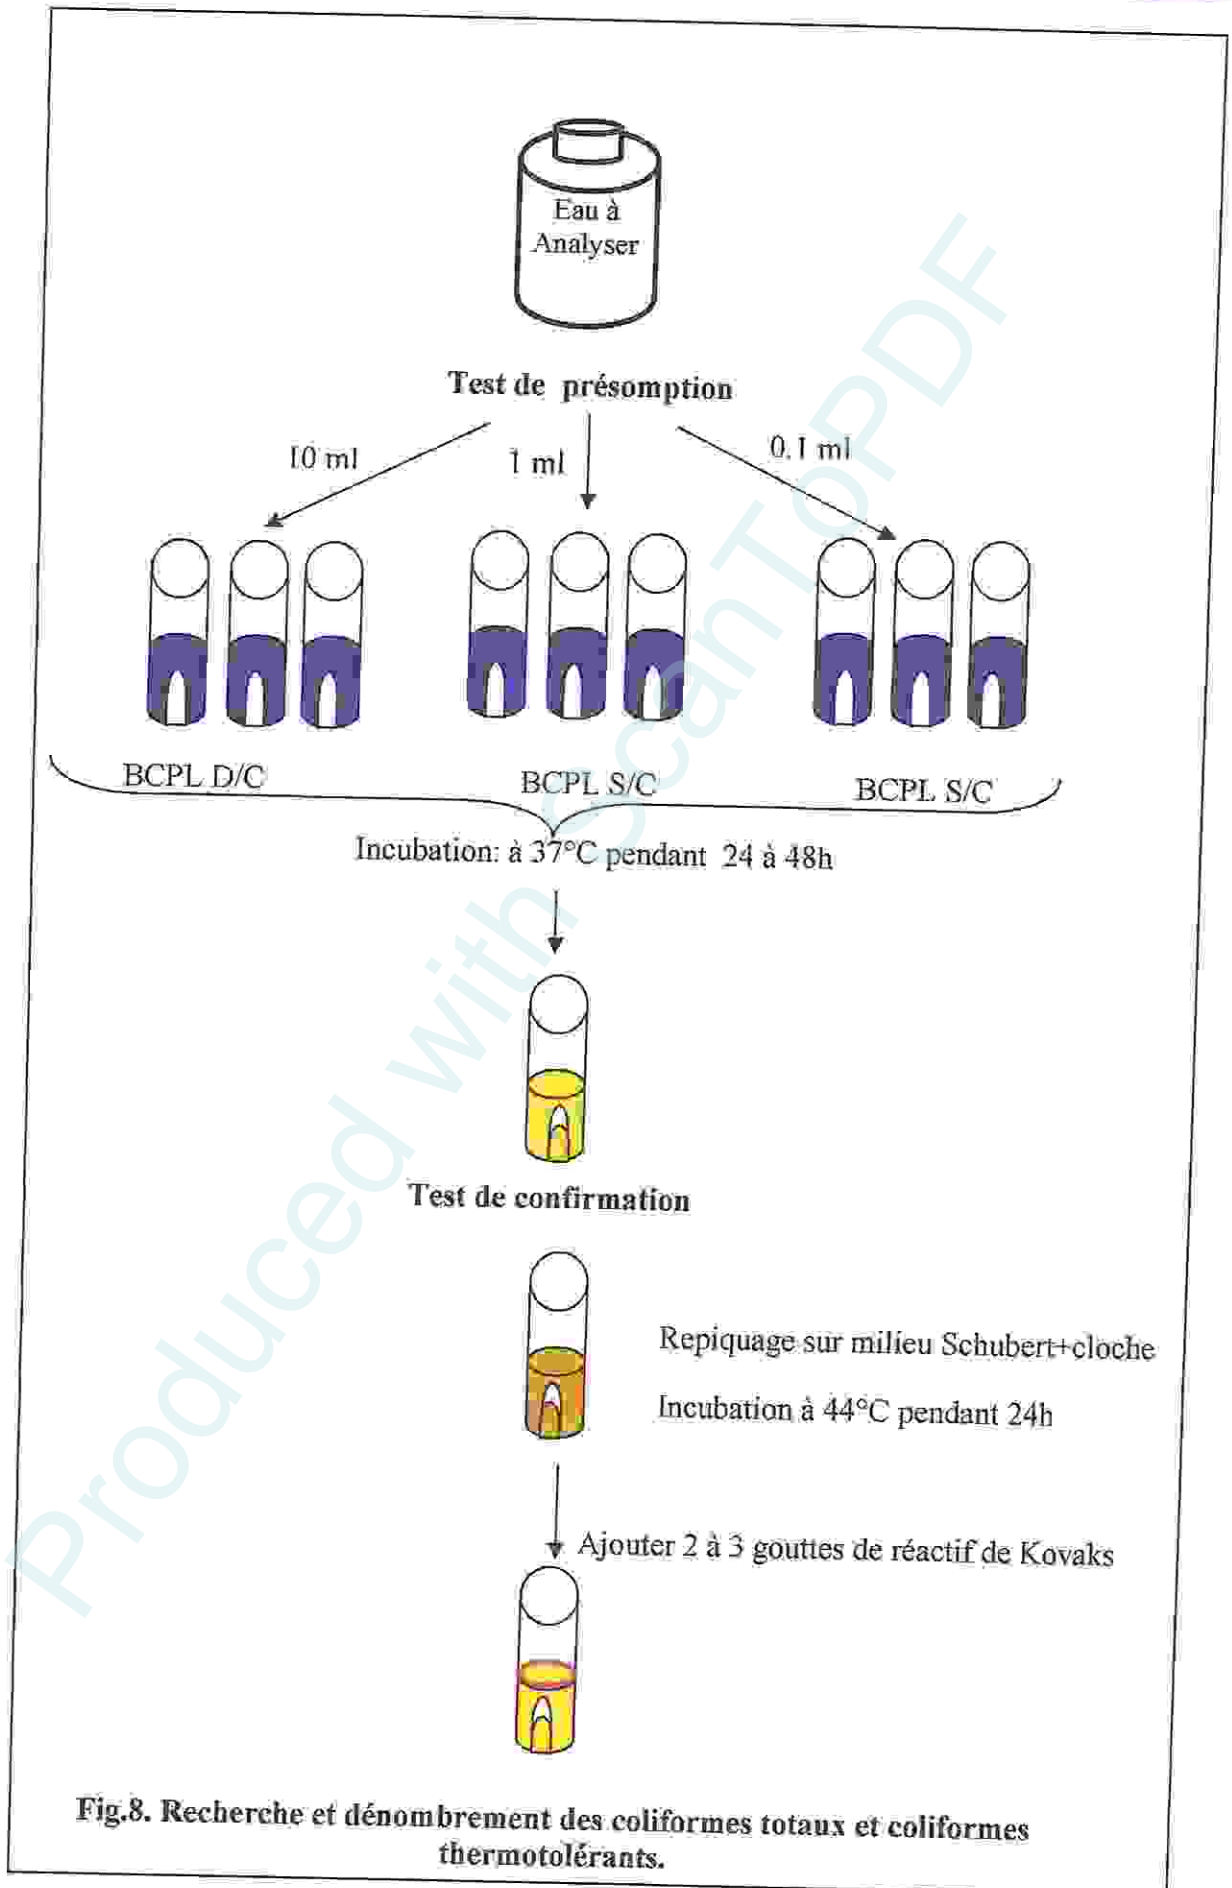 Eau à
Analyser
Test de présomption
10 ml
1 ml
0.1 ml
BCPL D/C
BCPL S/C
BCPL S/C
Incubation: à 37°C pendant 24 à 48h
Test de confirmation
Repiquage sur milieu Schubert+cloche
Incubation à 44°C pendant 24h
Ajouter 2 à 3 gouttes de réactif de Kovaks
Fig.8. Recherche et dénombrement des coliformes totaux et coliformes
thermotolérants.
Produced with ScanToPDF